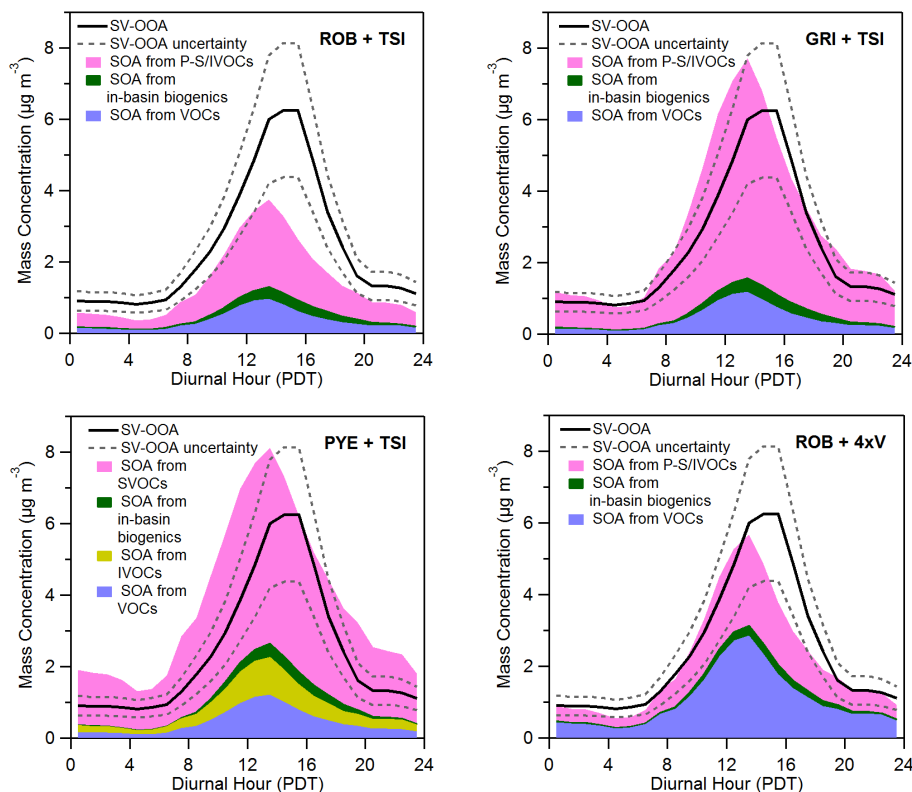 SV-OOA
SV-OOA uncertainty
SOA from P-S/IVOCs
SOA from
in-basin biogenics
SOA from VOCs
ROB + TSI
8
6
4
2
0
Mass Concentration (µg m⁻³)
0 4 8 12 16 20 24
Diurnal Hour (PDT)
SV-OOA
SV-OOA uncertainty
SOA from P-S/IVOCs
SOA from
in-basin biogenics
SOA from VOCs
GRI + TSI
8
6
4
2
0
Mass Concentration (µg m⁻³)
0 4 8 12 16 20 24
Diurnal Hour (PDT)
SV-OOA
SV-OOA uncertainty
SOA from
SVOCs
SOA from
in-basin
biogenics
SOA from
IVOCs
SOA from
VOCs
PYE + TSI
8
6
4
2
0
Mass Concentration (µg m⁻³)
0 4 8 12 16 20 24
Diurnal Hour (PDT)
SV-OOA
SV-OOA uncertainty
SOA from P-S/IVOCs
SOA from
in-basin biogenics
SOA from VOCs
ROB + 4xV
8
6
4
2
0
Mass Concentration (µg m⁻³)
0 4 8 12 16 20 24
Diurnal Hour (PDT)